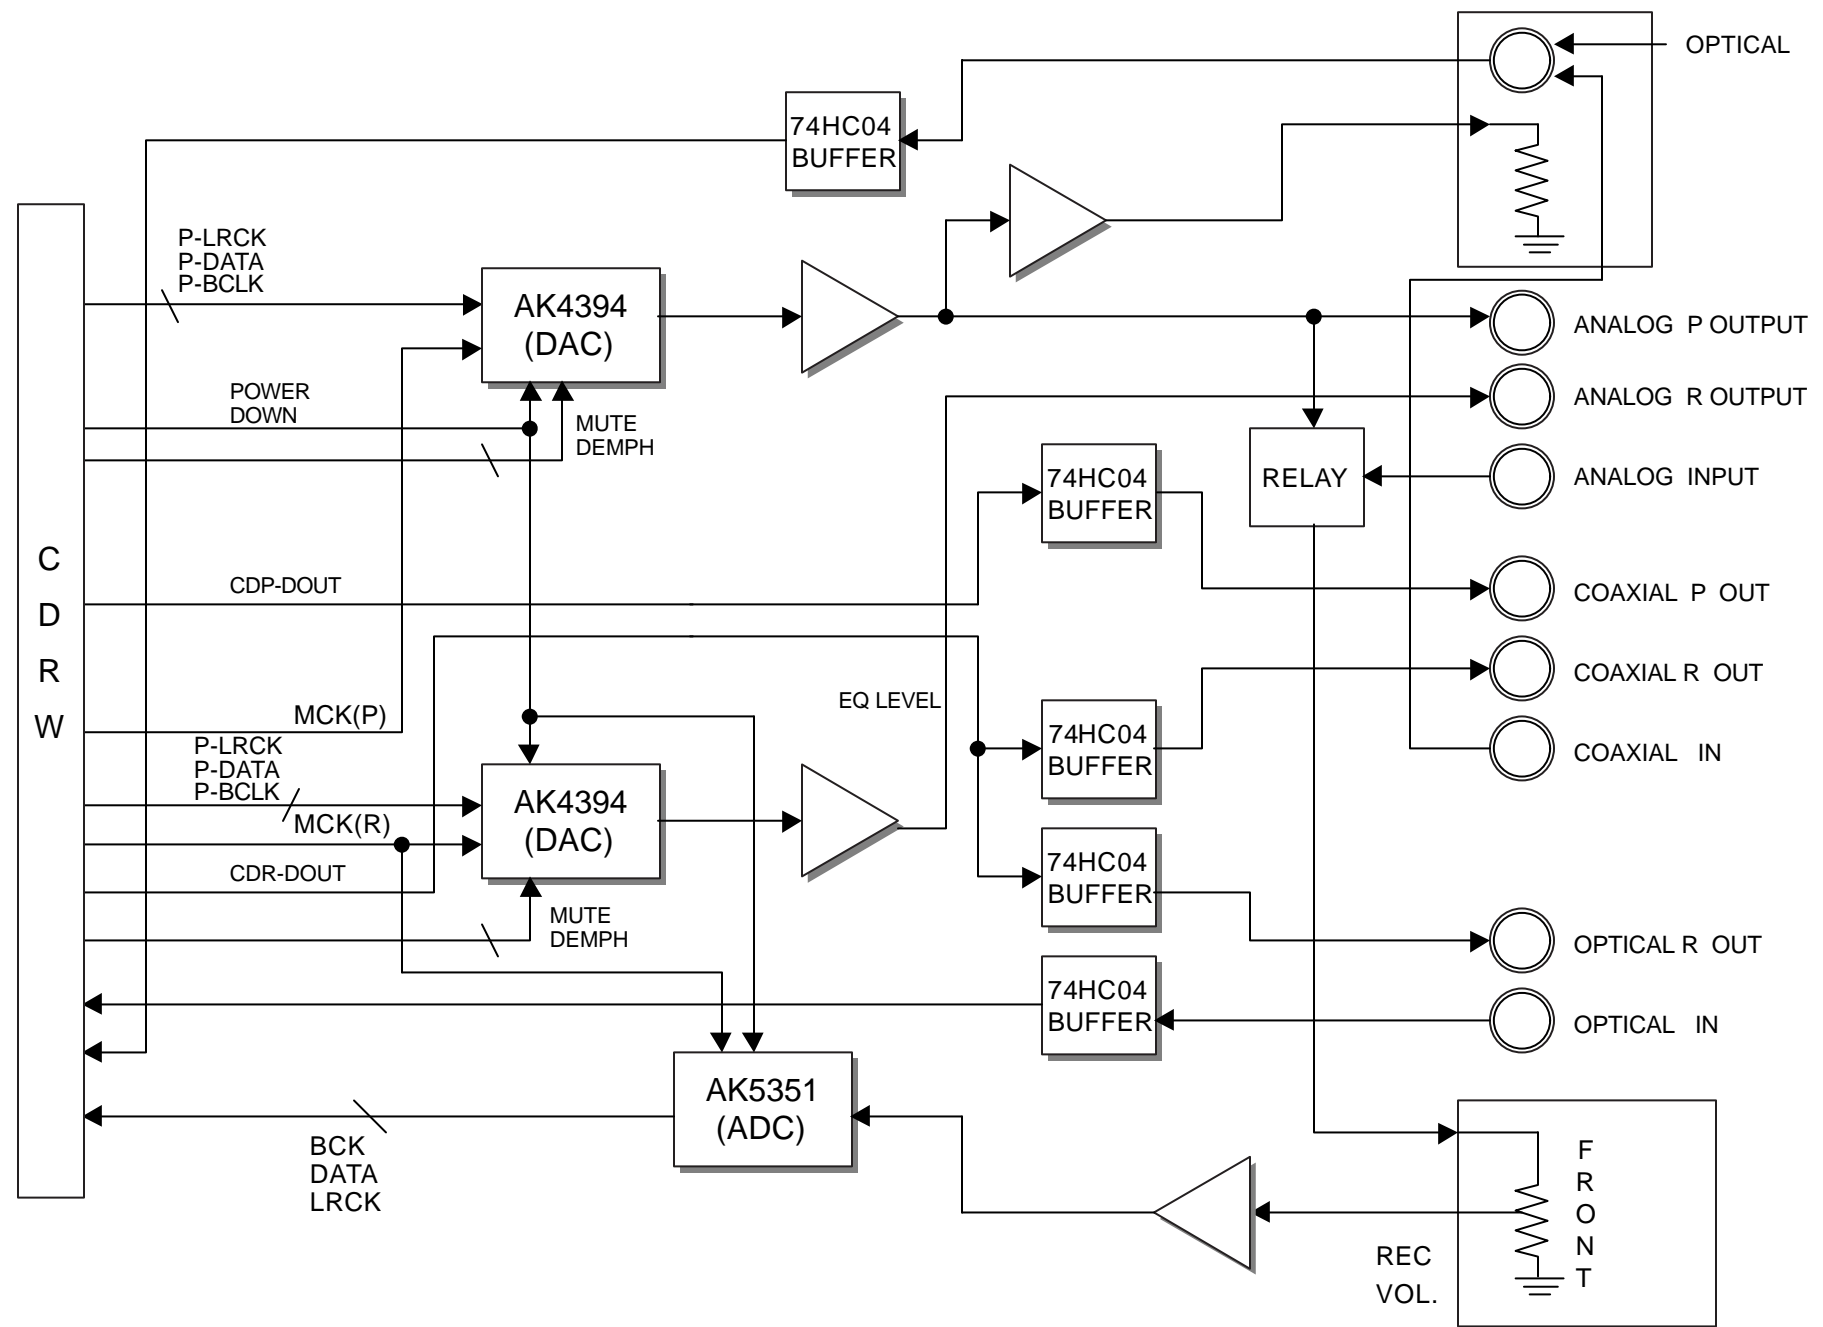 OPTICAL
74HC04
BUFFER
P-LRCK
P-DATA
P-BCLK
AK4394
(DAC)
ANALOG P OUTPUT
POWER
DOWN
MUTE
DEMPH
ANALOG R OUTPUT
74HC04
BUFFER
RELAY
ANALOG INPUT
C
D
R
W
CDP-DOUT
COAXIAL P OUT
COAXIAL R OUT
EQ LEVEL
MCK(P)
P-LRCK
P-DATA
P-BCLK
74HC04
BUFFER
COAXIAL IN
AK4394
(DAC)
MCK(R)
74HC04
BUFFER
CDR-DOUT
MUTE
DEMPH
OPTICAL R OUT
74HC04
BUFFER
OPTICAL IN
AK5351
(ADC)
BCK
DATA
LRCK
F
R
O
N
T
REC
VOL.